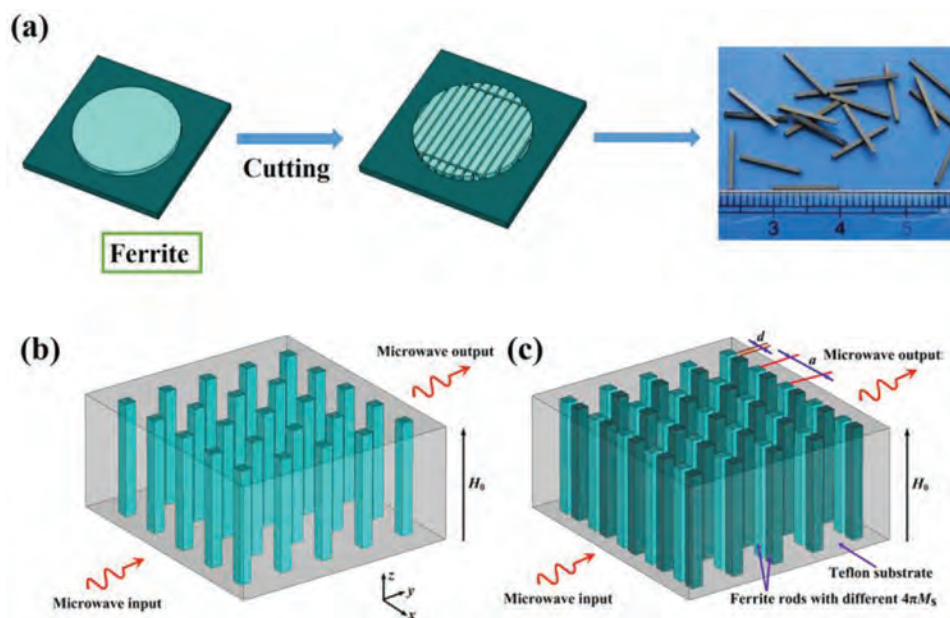 (a)
Cutting
Ferrite
3 4 5
(b)
Microwave output
H₀
Microwave input
z
y
x
(c)
d
a
Microwave output
H₀
Teflon substrate
Ferrite rods with different 4πMₛ
Microwave input